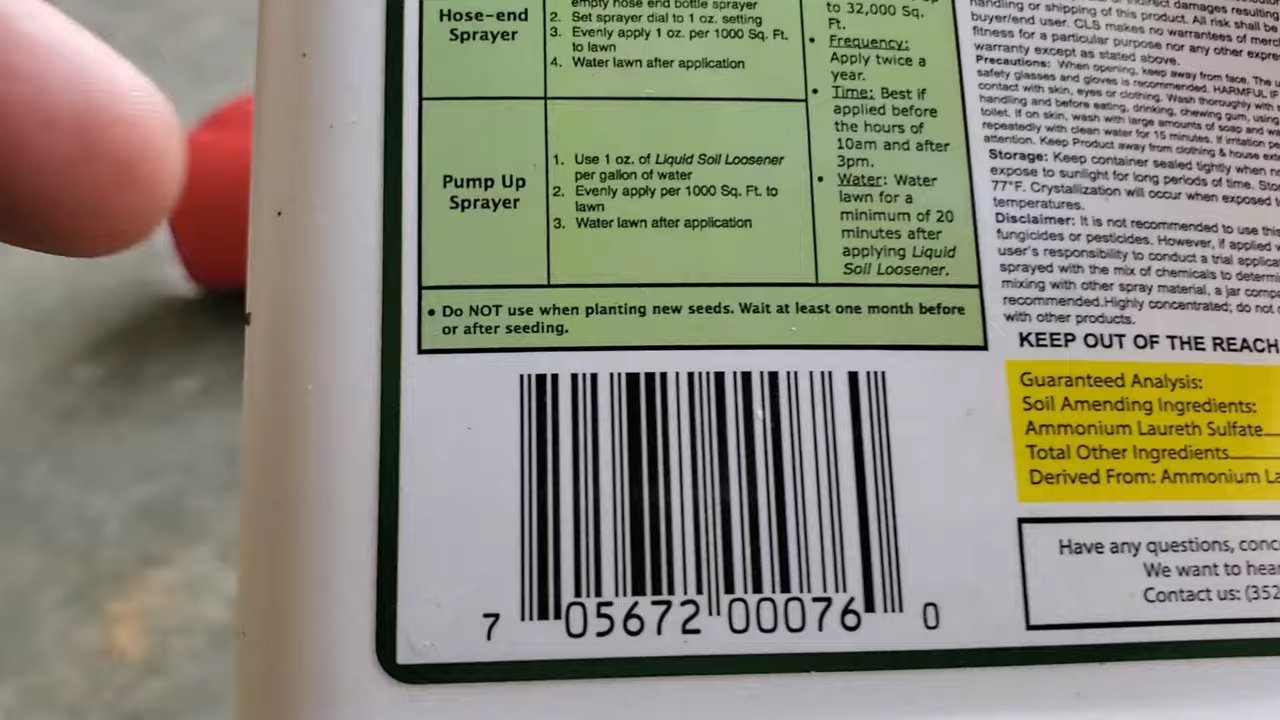 Hose-end
Sprayer
empty hose end bottle sprayer
2. Set sprayer dial to 1 oz. setting
3. Evenly apply 1 oz. per 1000 Sq. Ft.
to lawn
4. Water lawn after application
Pump Up
Sprayer
1. Use 1 oz. of Liquid Soil Loosener
per gallon of water
2. Evenly apply per 1000 Sq. Ft. to
lawn
3. Water lawn after application
to 32,000 Sq.
Ft.
• Frequency:
Apply twice a
year.
• Time: Best if
applied before
the hours of
10am and after
3pm.
• Water: Water
lawn for a
minimum of 20
minutes after
applying Liquid
Soil Loosener.
• Do NOT use when planting new seeds. Wait at least one month before
or after seeding.
7 05672 00076 0
damages resulting
handling or shipping of this product. All risk shall be
buyer/end user. CLS makes no warranties of
fitness for a particular purpose nor any other
warranty except as stated above.
Precautions: When opening, keep away from face. The
safety glasses and gloves is recommended. HARMFUL IF
contact with skin, eyes or clothing. Wash thoroughly with
handling and before eating, drinking, chewing gum, using
toilet. If on skin, wash with large amounts of soap and
repeatedly with clean water for 15 minutes. If irritation
attention. Keep Product away from clothing & house
Storage: Keep container sealed tightly when
expose to sunlight for long periods of time.
77°F. Crystallization will occur when exposed
temperatures.
Disclaimer: It is not recommended to use this
fungicides or pesticides. However, if applied
user's responsibility to conduct a trial
sprayed with the mix of chemicals to
mixing with other spray material, a jar
recommended.Highly concentrated; do not
with other products.
KEEP OUT OF THE REACH
Guaranteed Analysis:
Soil Amending Ingredients:
Ammonium Laureth Sulfate
Total Other Ingredients
Derived From: Ammonium
Have any questions,
We want to
Contact us: (352